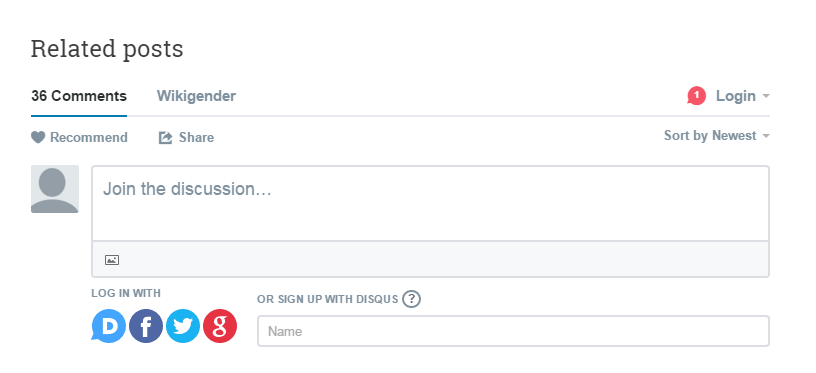 Related posts
36 Comments Wikigender 1 Login
Recommend Share Sort by Newest
Join the discussion…
LOG IN WITH
OR SIGN UP WITH DISQUS ?
D f g
Name